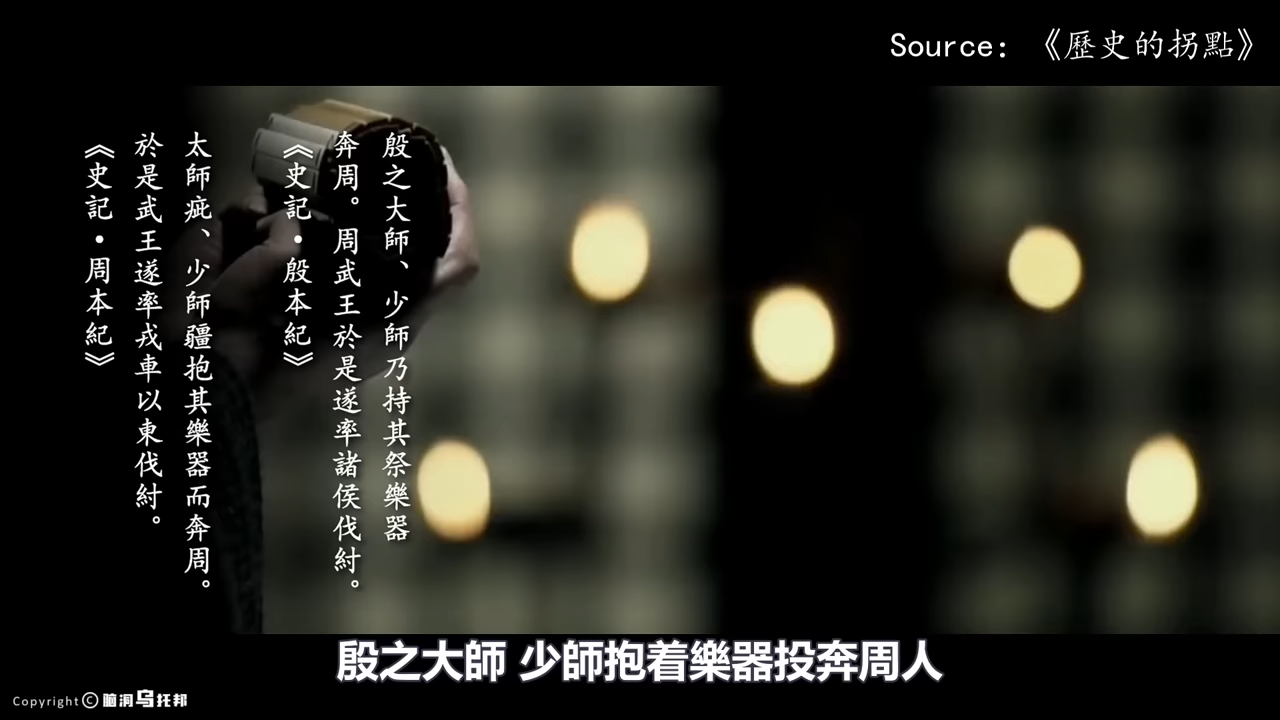 Source: 《歷史的拐點》
殷之大師、少師乃持其祭樂器
奔周。周武王於是遂率諸侯伐紂。
《史記·殷本紀》
太師疵、少師疆抱其樂器而奔周。
於是武王遂率戎車以東伐紂。
《史記·周本紀》
殷之大師 少師抱着樂器投奔周人
Copyright © 腦洞烏托邦